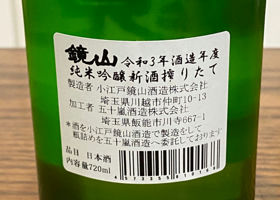 鏡山 令和3年酒造年度
純米吟醸新酒搾りたて
製造者 小江戸鏡山酒造株式会社
埼玉県川越市仲町10-13
加工者 五十嵐酒造株式会社
埼玉県飯能市川寺667-1
*酒を小江戸鏡山酒造で製造をして
瓶詰めを五十嵐酒造へ委託しております
品目 日本酒
内容量720ml